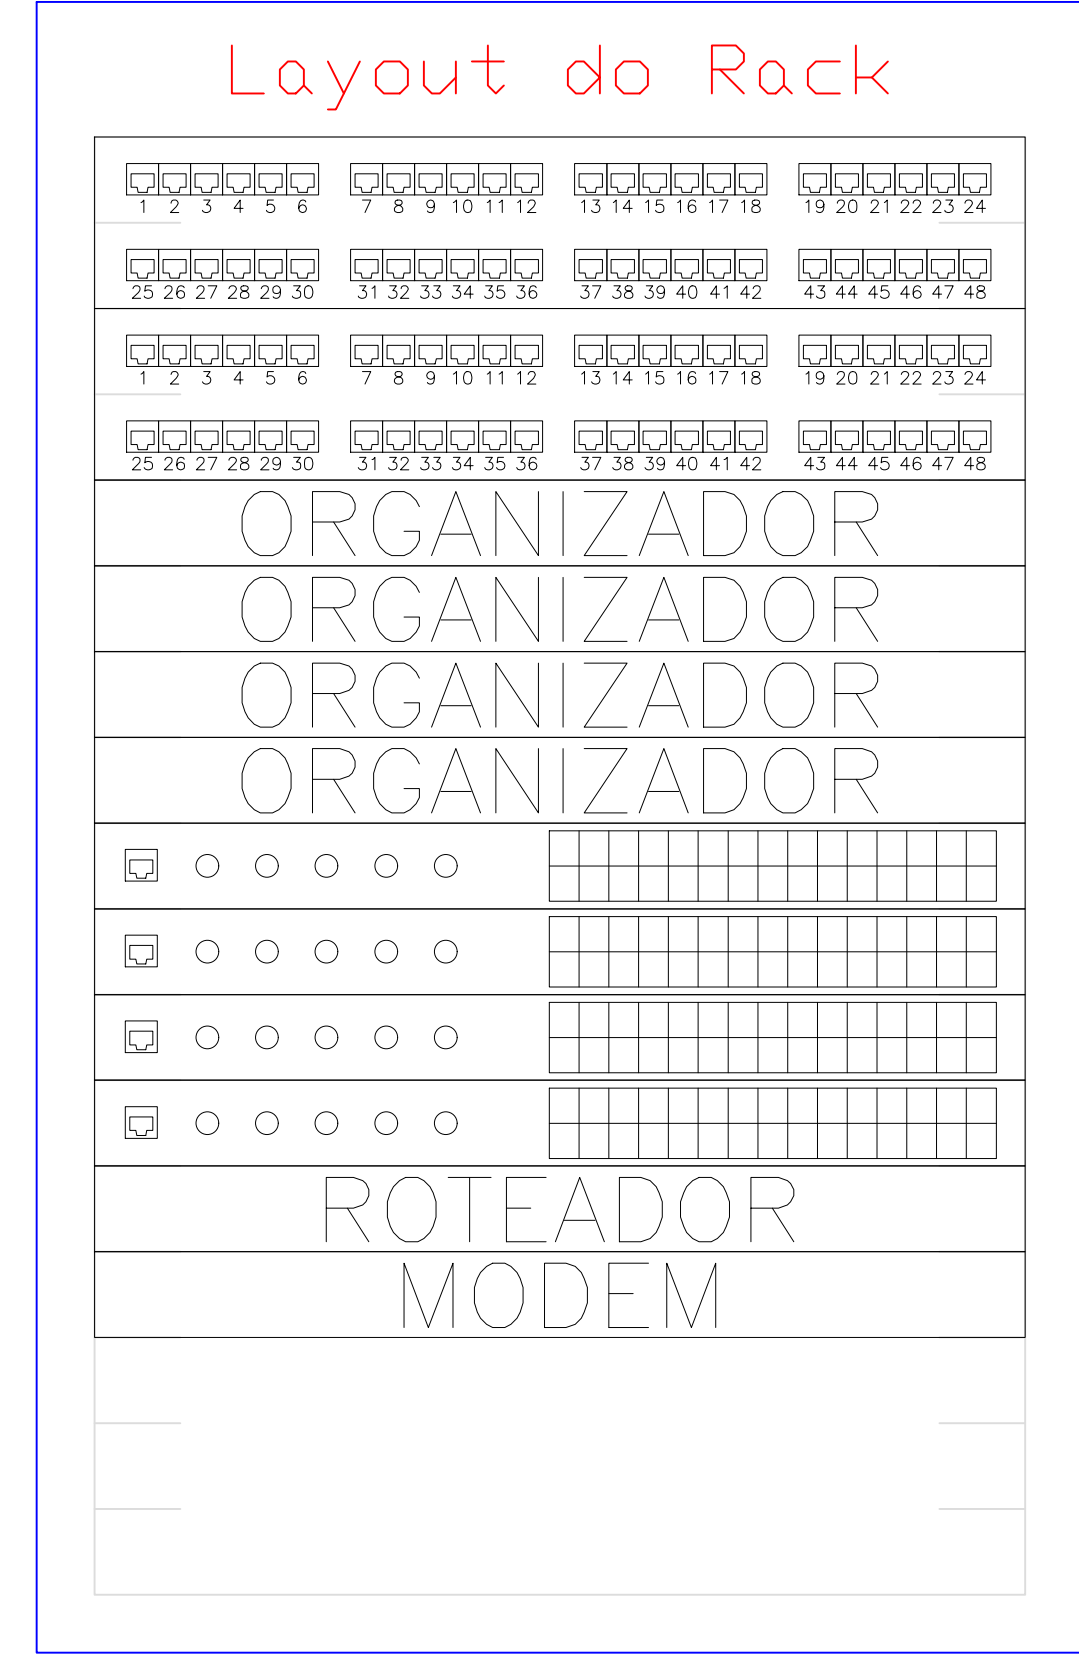 Layout do Rack
1 2 3 4 5 6 7 8 9 10 11 12 13 14 15 16 17 18 19 20 21 22 23 24
25 26 27 28 29 30 31 32 33 34 35 36 37 38 39 40 41 42 43 44 45 46 47 48
1 2 3 4 5 6 7 8 9 10 11 12 13 14 15 16 17 18 19 20 21 22 23 24
25 26 27 28 29 30 31 32 33 34 35 36 37 38 39 40 41 42 43 44 45 46 47 48
ORGANIZADOR
ORGANIZADOR
ORGANIZADOR
ORGANIZADOR
ROTEADOR
MODEM